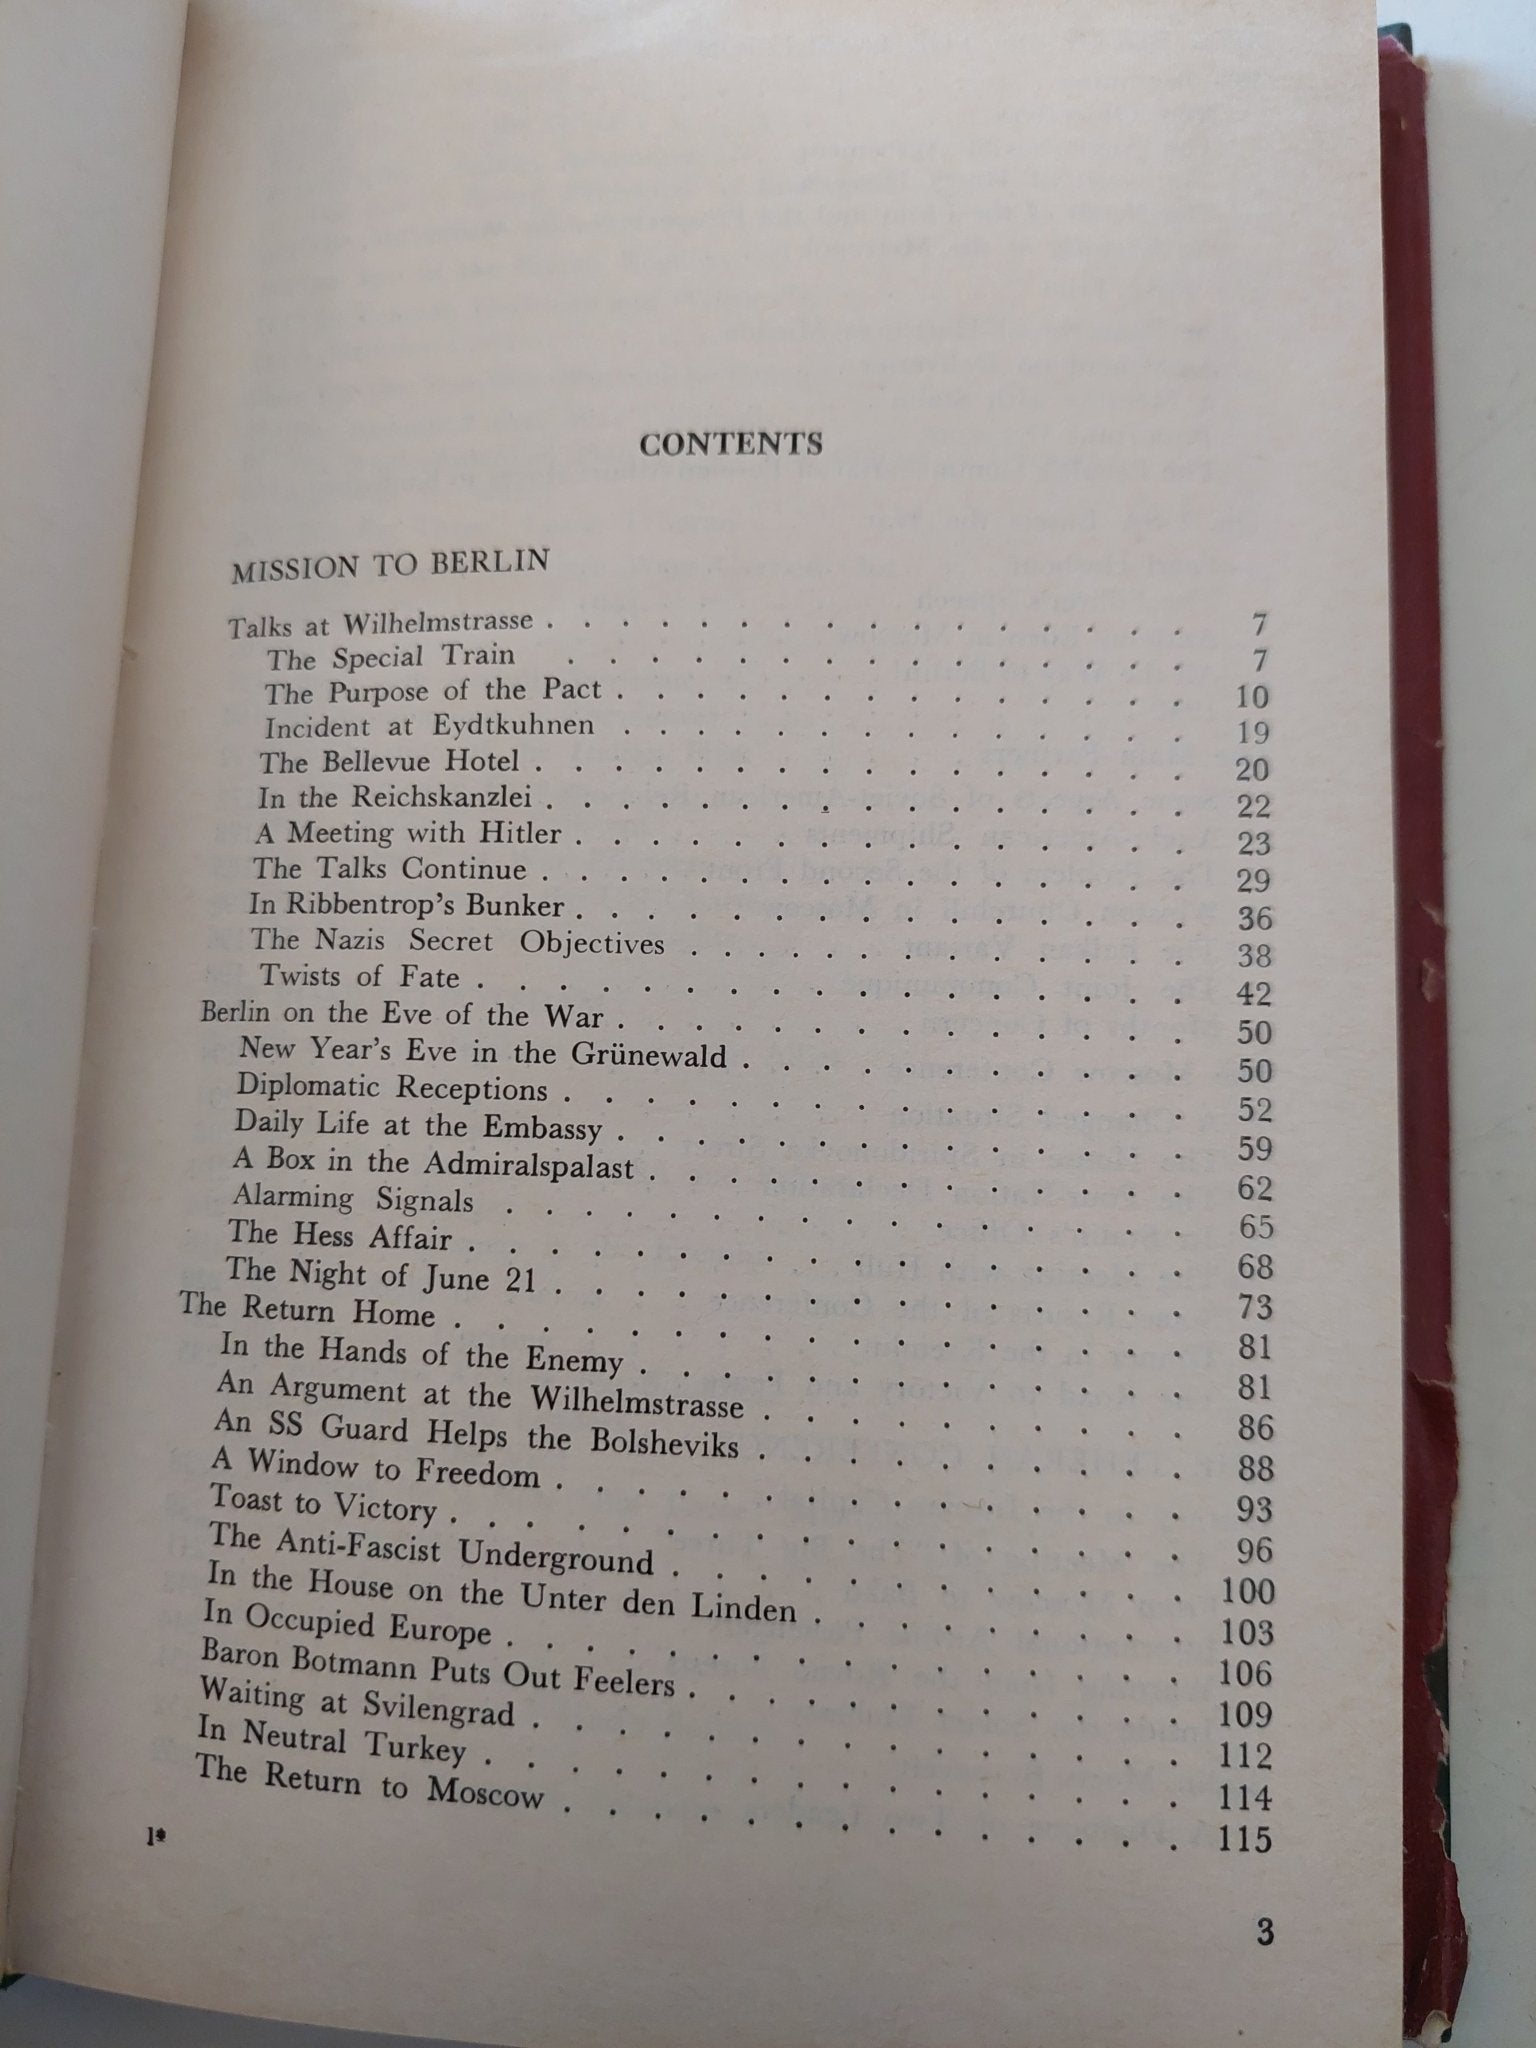 CONTENTS
MISSION TO BERLIN
Talks at Wilhelmstrasse . . . . . . . . . . . . . . . . 7
The Special Train . . . . . . . . . . . . . . . 7
The Purpose of the Pact . . . . . . . . . . . . . . 10
Incident at Eydtkuhnen . . . . . . . . . . . . . . 19
The Bellevue Hotel . . . . . . . . . . . . . . . . 20
In the Reichskanzlei . . . . . . . . . . . . . . . . 22
A Meeting with Hitler . . . . . . . . . . . . . . . 23
The Talks Continue . . . . . . . . . . . . . . . . 29
In Ribbentrop's Bunker . . . . . . . . . . . . . . . 36
The Nazis Secret Objectives . . . . . . . . . . . . 38
Twists of Fate . . . . . . . . . . . . . . . . . 42
Berlin on the Eve of the War . . . . . . . . . . . . . . 50
New Year's Eve in the Grünewald . . . . . . . . . . . 50
Diplomatic Receptions . . . . . . . . . . . . . . . 52
Daily Life at the Embassy . . . . . . . . . . . . . . 59
A Box in the Admiralspalast . . . . . . . . . . . . . 62
Alarming Signals . . . . . . . . . . . . . . . . 65
The Hess Affair . . . . . . . . . . . . . . . . . 68
The Night of June 21 . . . . . . . . . . . . . . . 73
The Return Home . . . . . . . . . . . . . . . . . 81
In the Hands of the Enemy . . . . . . . . . . . . . 81
An Argument at the Wilhelmstrasse . . . . . . . . . . 86
An SS Guard Helps the Bolsheviks . . . . . . . . . . 88
A Window to Freedom . . . . . . . . . . . . . . . 93
Toast to Victory . . . . . . . . . . . . . . . . . 96
The Anti-Fascist Underground . . . . . . . . . . . . 100
In the House on the Unter den Linden . . . . . . . . . 103
In Occupied Europe . . . . . . . . . . . . . . . . 106
Baron Botmann Puts Out Feelers . . . . . . . . . . . . 109
Waiting at Svilengrad . . . . . . . . . . . . . . . 112
In Neutral Turkey . . . . . . . . . . . . . . . . 114
The Return to Moscow . . . . . . . . . . . . . . . 115
1*
3